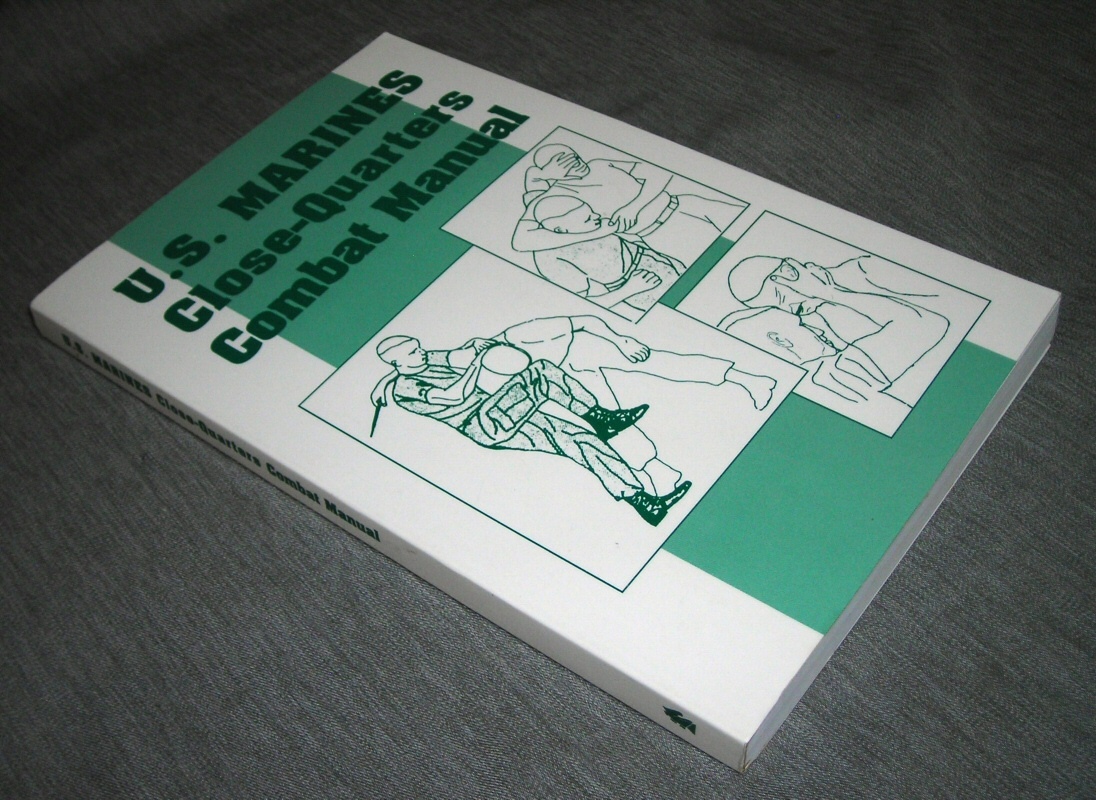 U.S. MARINES
Close-Quarters
Combat Manual
U.S. MARINES Close-Quarters Combat Manual